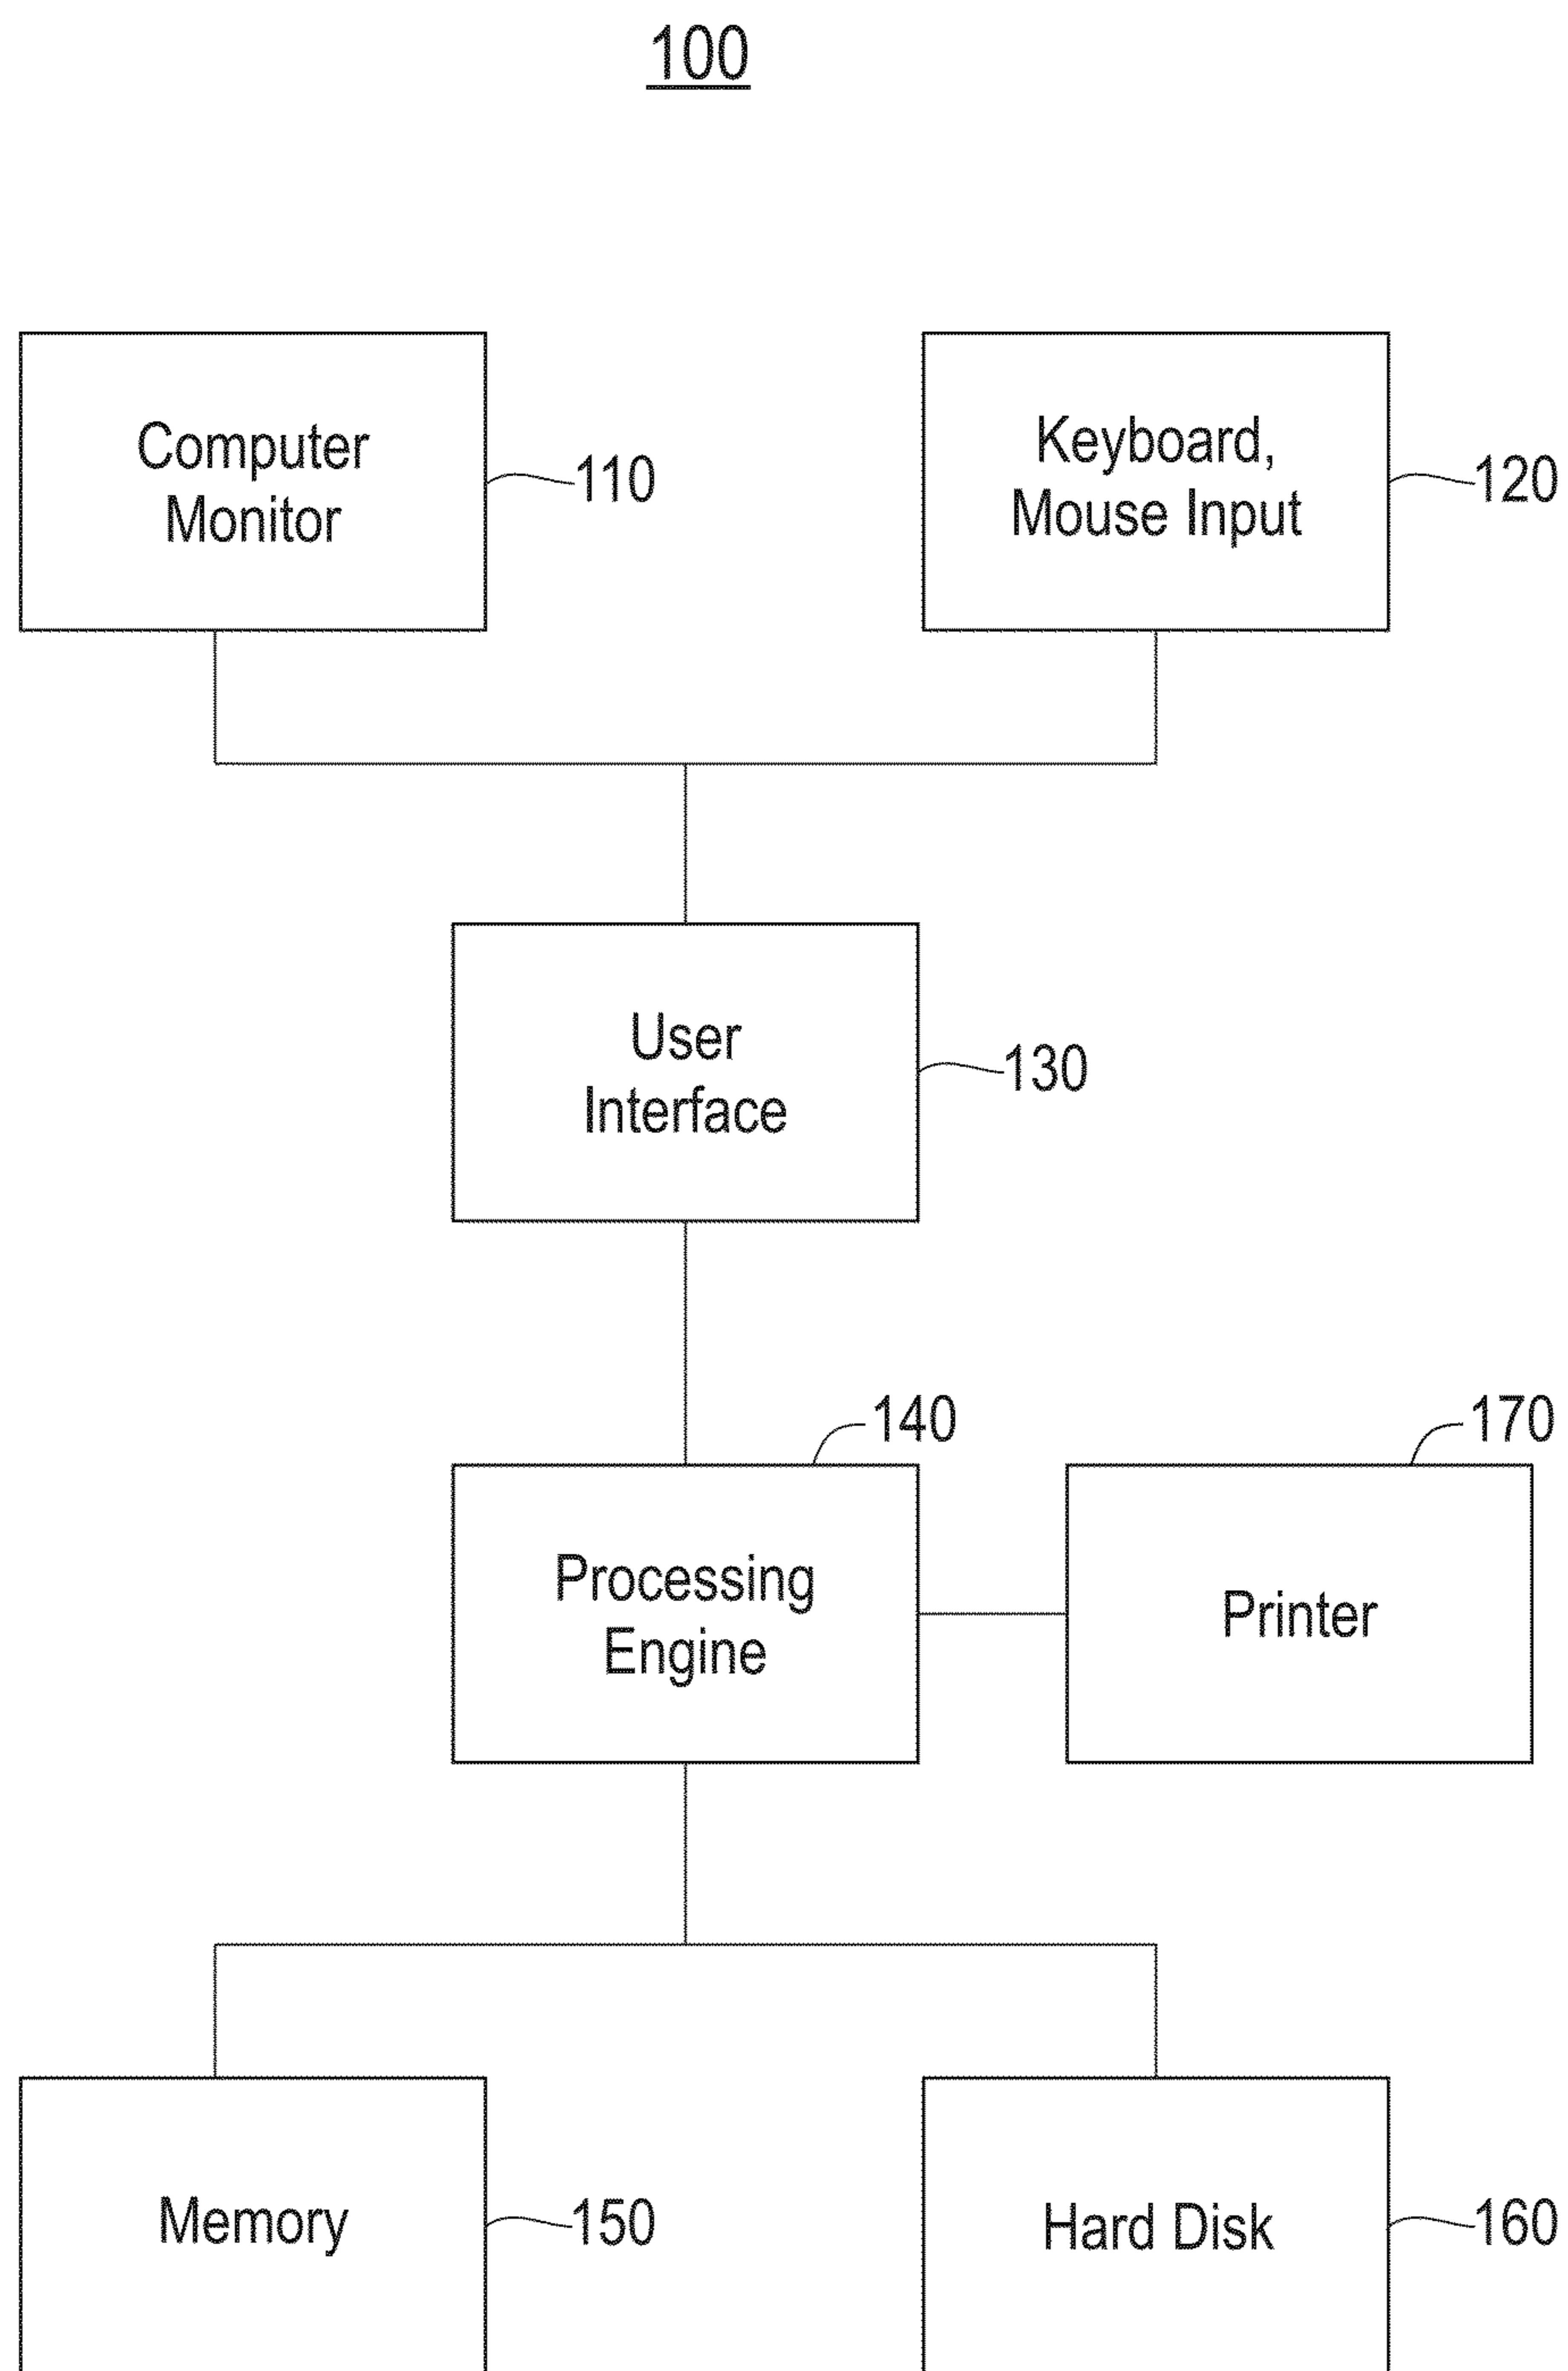 100
Computer
Monitor
110
Keyboard,
Mouse Input
120
User
Interface
130
140
170
Processing
Engine
Printer
Memory
150
Hard Disk
160